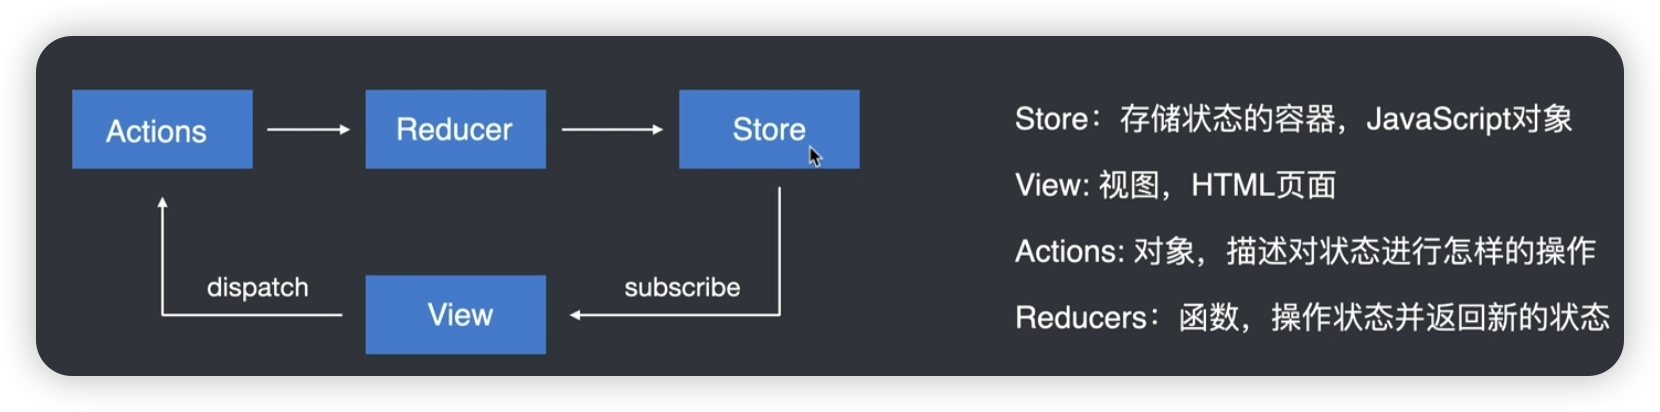 Actions
Reducer
Store
dispatch
View
subscribe
Store：存储状态的容器，JavaScript对象
View: 视图，HTML页面
Actions: 对象，描述对状态进行怎样的操作
Reducers：函数，操作状态并返回新的状态